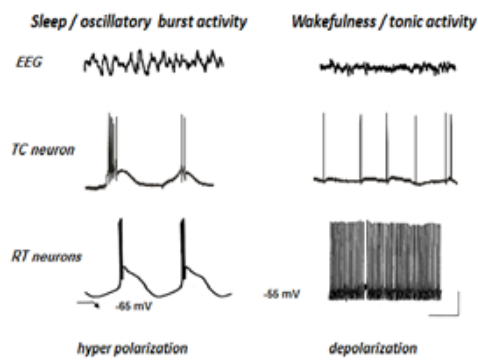 Sleep / oscillatory burst activity Wakefulness / tonic activity
EEG
TC neuron
RT neurons
-65 mV -55 mV
hyper polarization depolarization